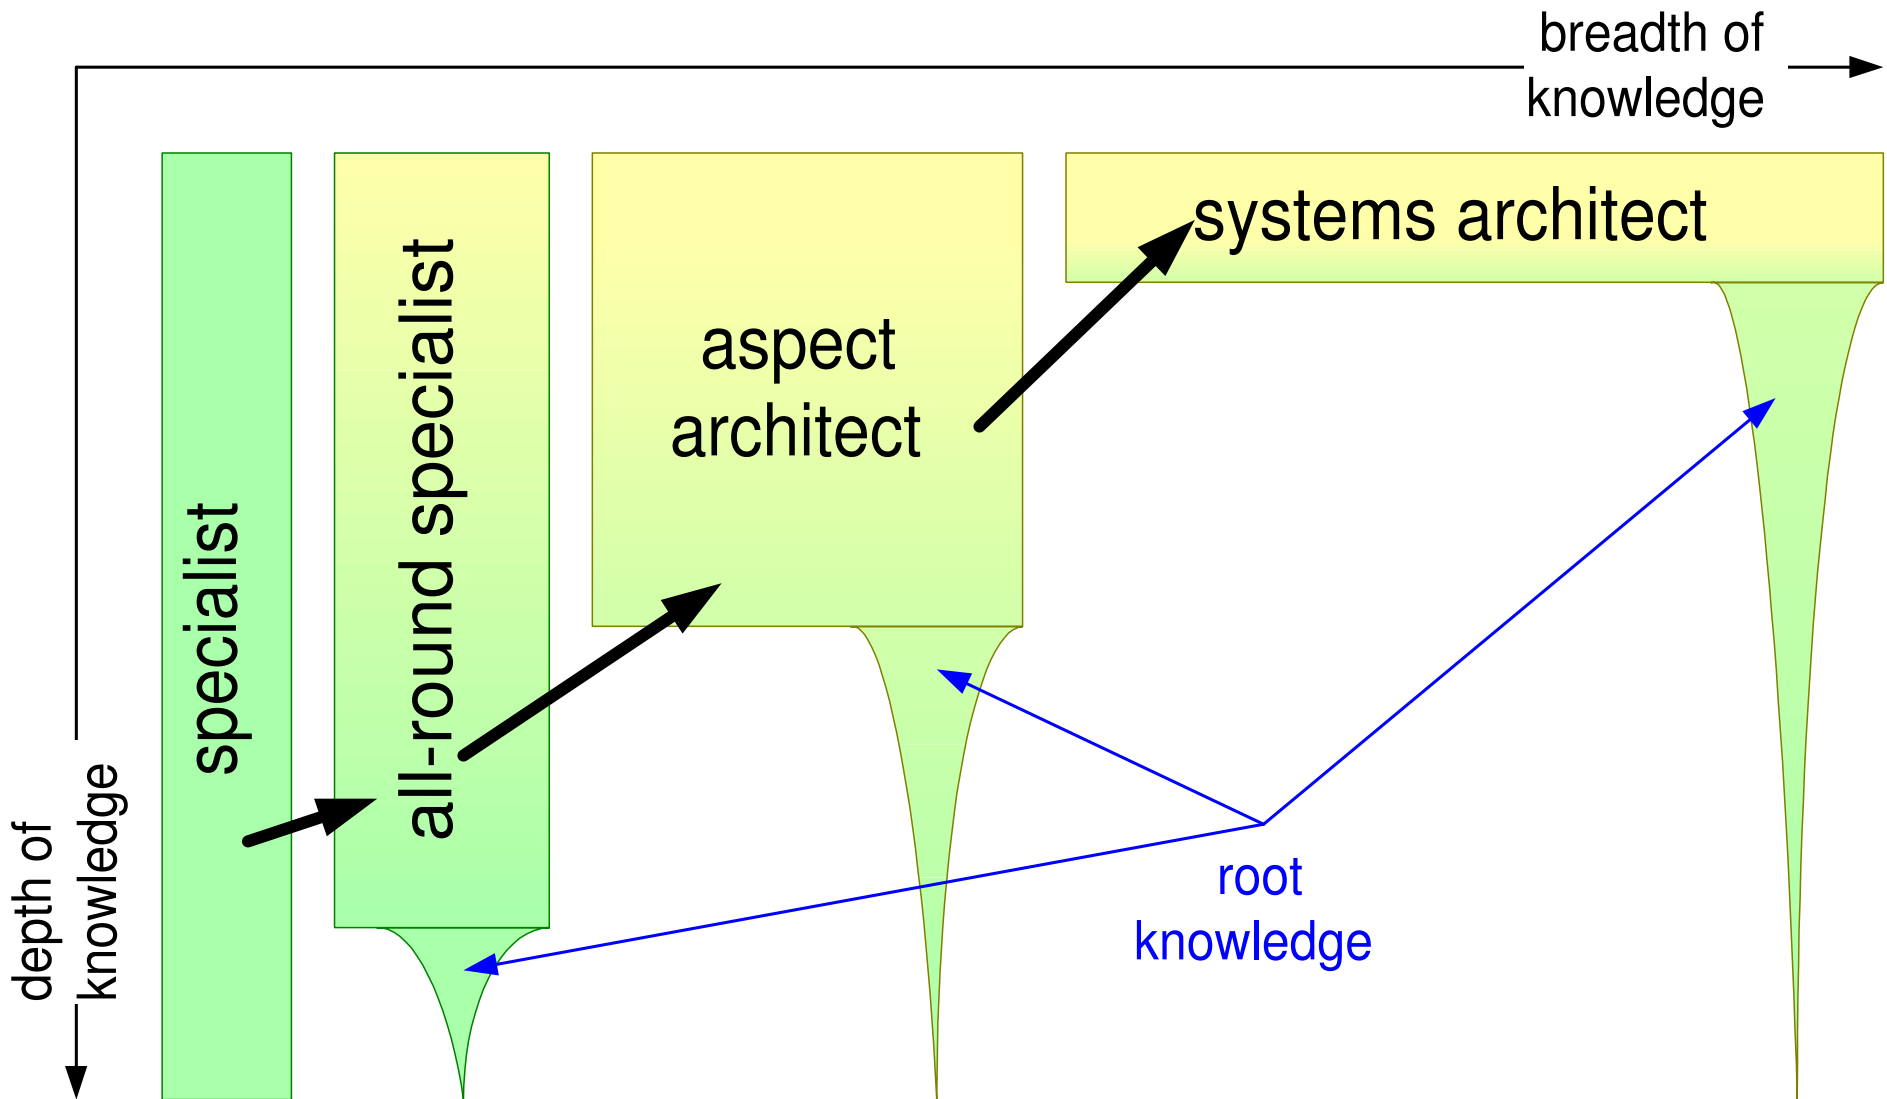 breadth of
knowledge
systems architect
aspect
architect
all-round specialist
specialist
depth of
knowledge
root
knowledge